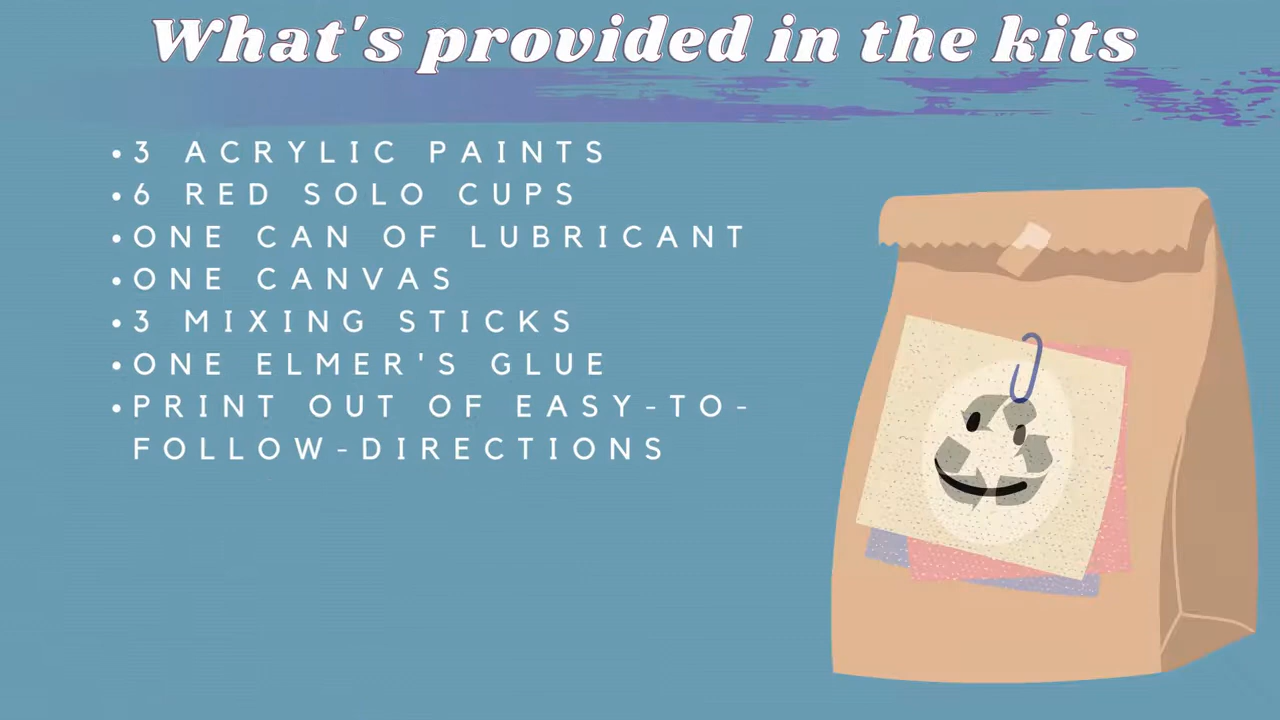 What's provided in the kits
• 3 ACRYLIC PAINTS
• 6 RED SOLO CUPS
• ONE CAN OF LUBRICANT
• ONE CANVAS
• 3 MIXING STICKS
• ONE ELMER'S GLUE
• PRINT OUT OF EASY-TO-
FOLLOW-DIRECTIONS